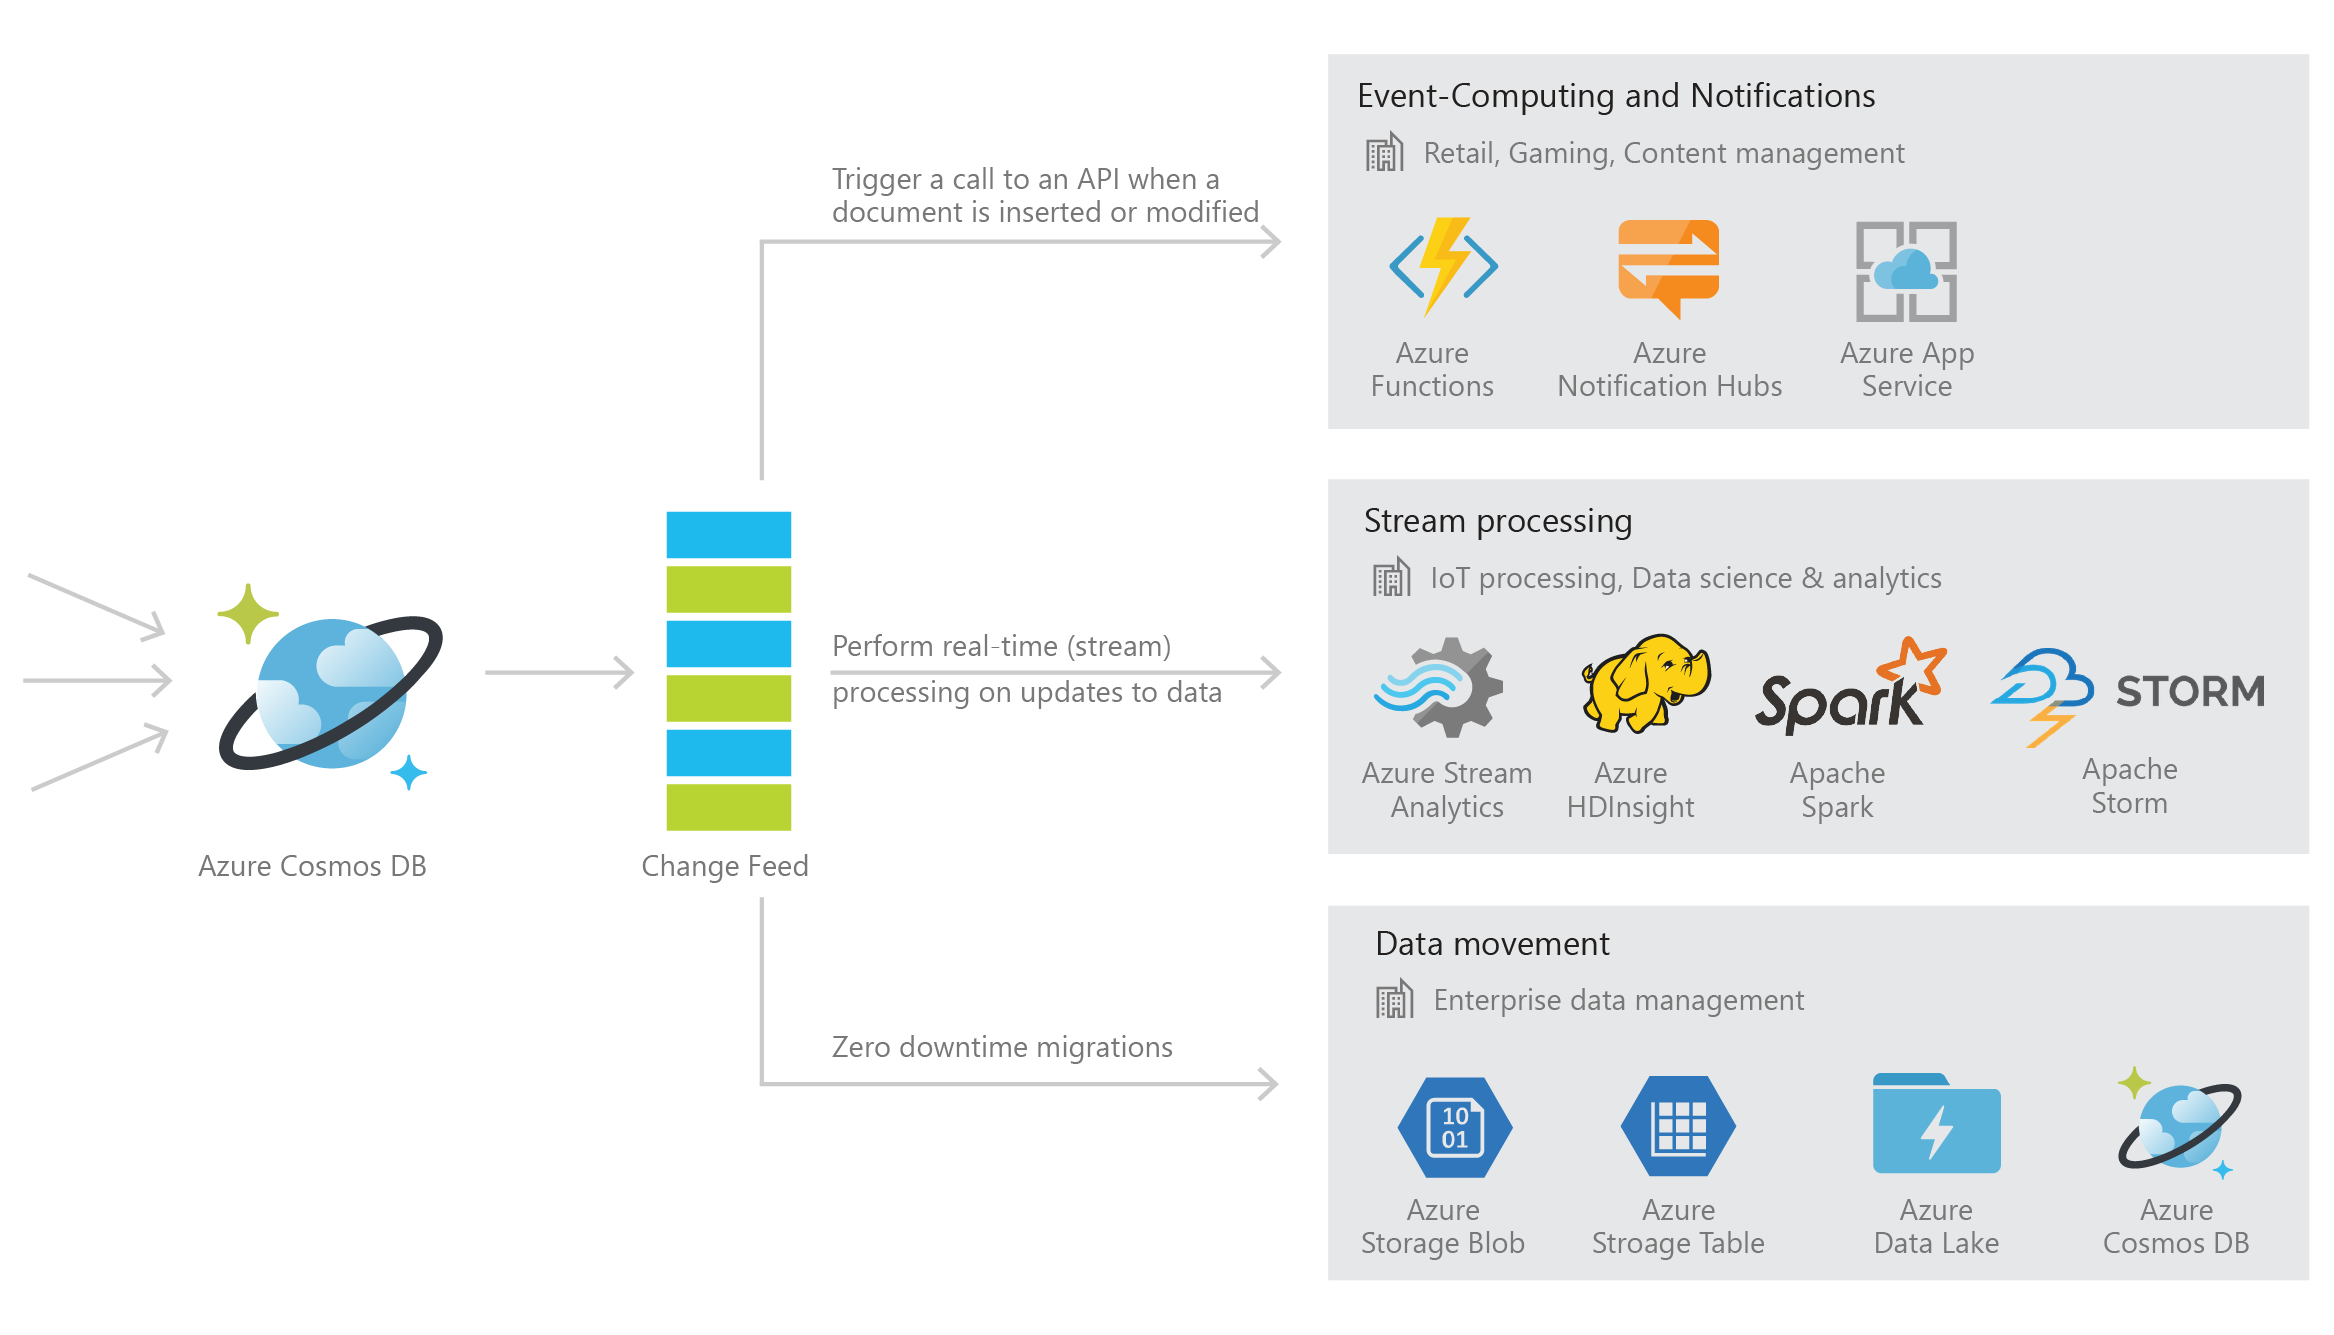 Event-Computing and Notifications
Retail, Gaming, Content management
Trigger a call to an API when a
document is inserted or modified
Azure
Functions
Azure
Notification Hubs
Azure App
Service
Stream processing
IoT processing, Data science & analytics
Perform real-time (stream)
processing on updates to data
Spark
STORM
Azure Stream
Analytics
Azure
HDInsight
Apache
Spark
Apache
Storm
Azure Cosmos DB
Change Feed
Data movement
Enterprise data management
Zero downtime migrations
10
01
Azure
Storage Blob
Azure
Stroage Table
Azure
Data Lake
Azure
Cosmos DB